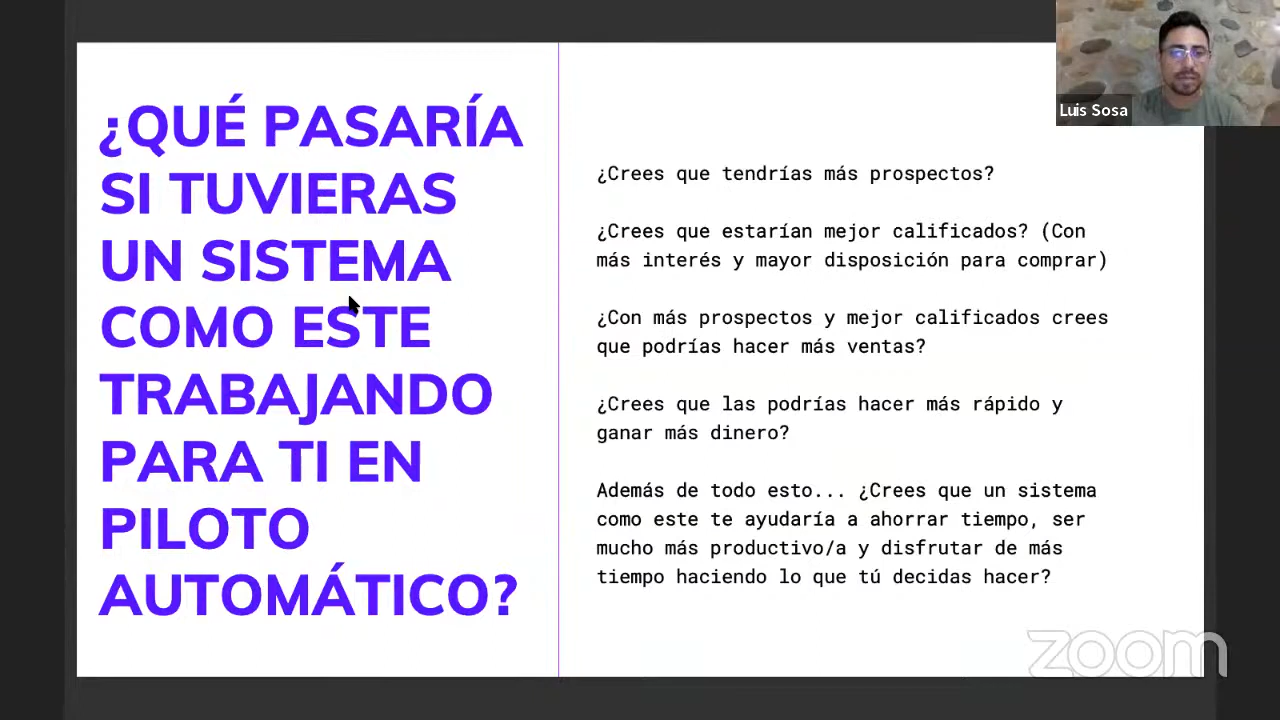 ¿QUÉ PASARÍA
SI TUVIERAS
UN SISTEMA
COMO ESTE
TRABAJANDO
PARA TI EN
PILOTO
AUTOMÁTICO?
¿Crees que tendrías más prospectos?
¿Crees que estarían mejor calificados? (Con
más interés y mayor disposición para comprar)
¿Con más prospectos y mejor calificados crees
que podrías hacer más ventas?
¿Crees que las podrías hacer más rápido y
ganar más dinero?
Además de todo esto... ¿Crees que un sistema
como este te ayudaría a ahorrar tiempo, ser
mucho más productivo/a y disfrutar de más
tiempo haciendo lo que tú decidas hacer?
Luis Sosa
zoom